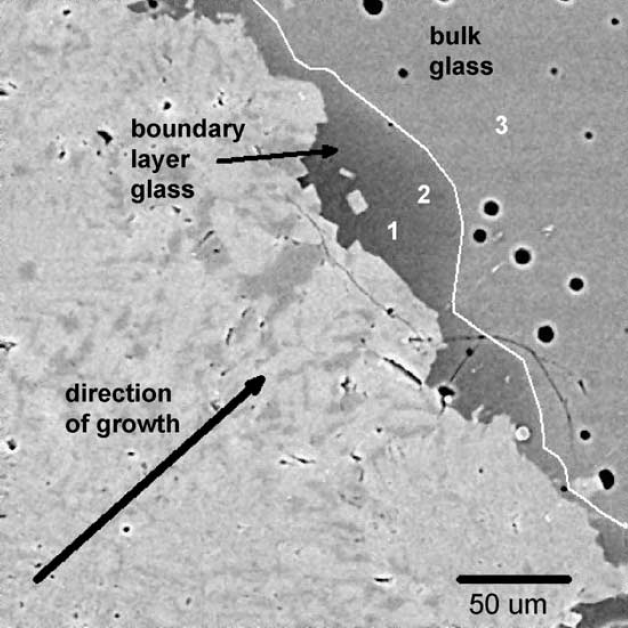 bulk
glass
3
boundary
layer
glass
2
1
direction
of growth
50 um